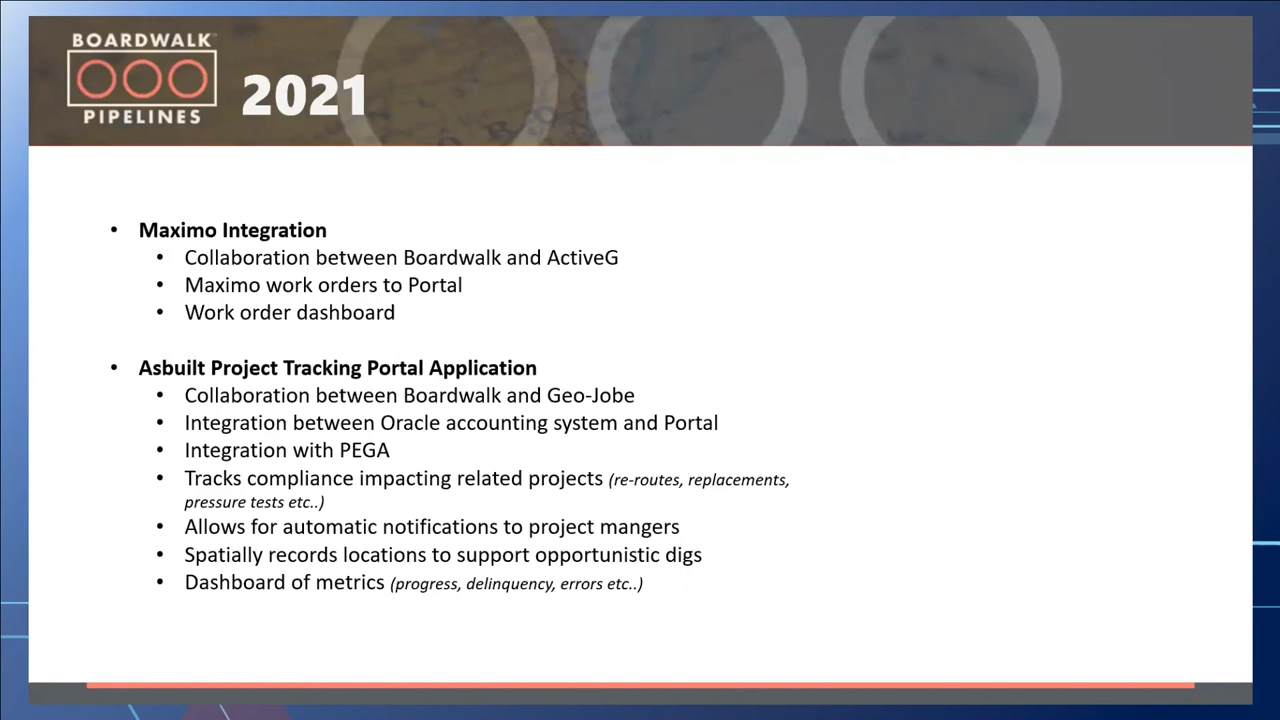 BOARDWALK
PIPELINES
2021
• Maximo Integration
• Collaboration between Boardwalk and ActiveG
• Maximo work orders to Portal
• Work order dashboard
• Asbuilt Project Tracking Portal Application
• Collaboration between Boardwalk and Geo-Jobe
• Integration between Oracle accounting system and Portal
• Integration with PEGA
• Tracks compliance impacting related projects (re-routes, replacements,
pressure tests etc..)
• Allows for automatic notifications to project mangers
• Spatially records locations to support opportunistic digs
• Dashboard of metrics (progress, delinquency, errors etc..)